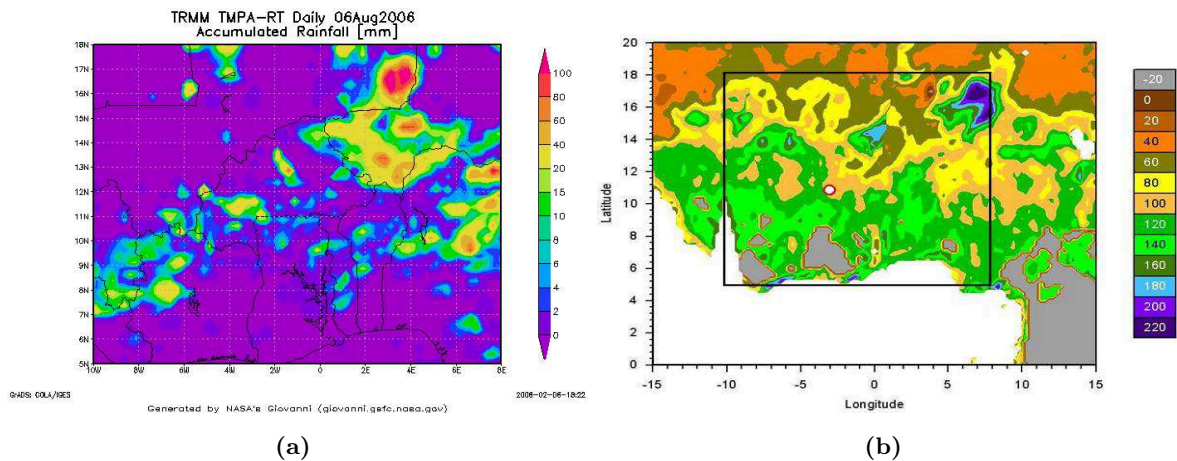 TRMM TMPA-RT Daily 06Aug2006
Accumulated Rainfall [mm]
18N
17N
16N
15N
14N
13N
12N
11N
10N
9N
8N
7N
6N
5N
10W
8W
6W
4W
2W
0
2E
4E
6E
8E
100
80
60
40
20
15
10
8
6
4
2
0
GrADS: COLA/IGES
2008-02-06-18:22
Generated by NASA's Giovanni (giovanni.gsfc.nasa.gov)
(a)
Latitude
20
18
16
14
12
10
8
6
4
2
0
-15
-10
-5
0
5
10
15
Longitude
-20
0
20
40
60
80
100
120
140
160
180
200
220
(b)